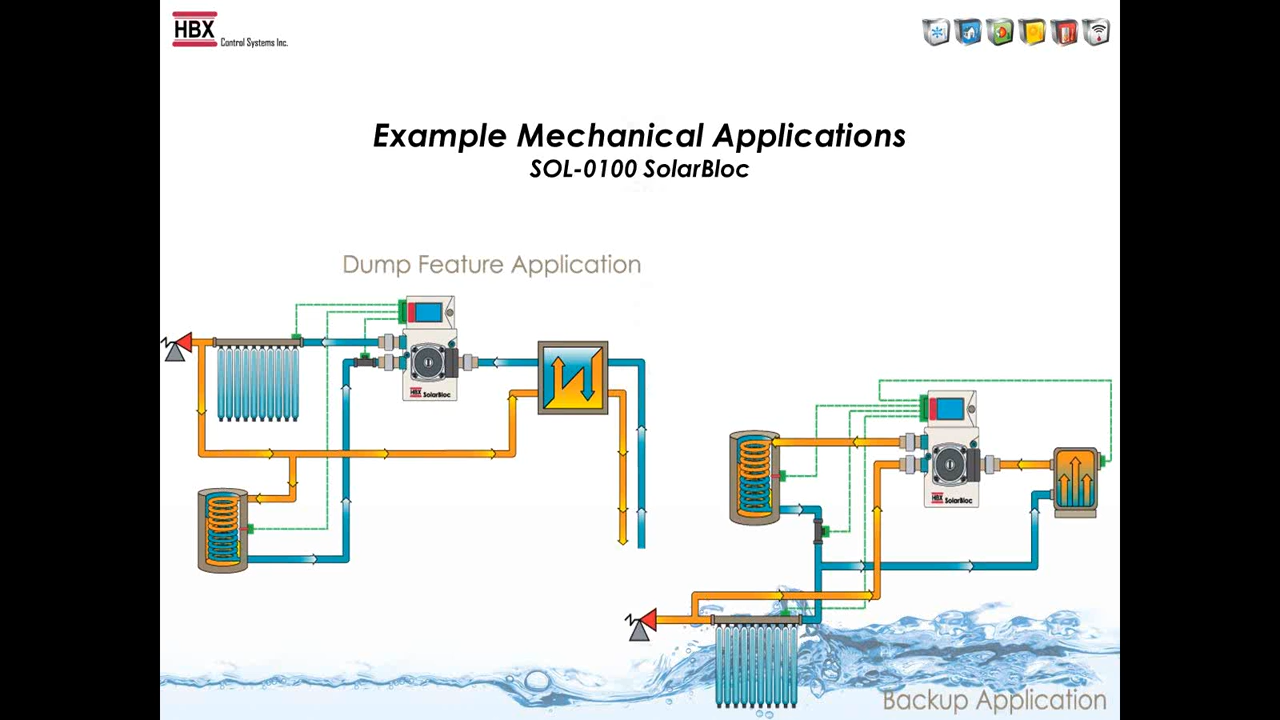 HBX
Control Systems Inc.
Example Mechanical Applications
SOL-0100 SolarBloc
Dump Feature Application
HBX
SolarBloc
HBX
SolarBloc
Backup Application